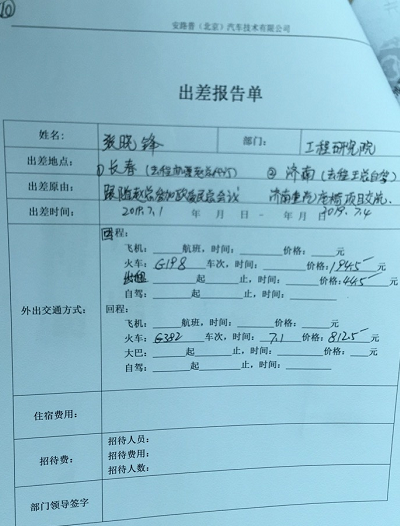 ⑩
安路普（北京）汽车技术有限公司
出差报告单
姓名： 张晓锋 部门： 工程研究院
出差地点： ①长春 ② 济南
出差原由： 济南重汽 项目交流
出差时间： 2019.7.1 年 月 日 - 年 月 日 2019.7.4
外出交通方式：
回程：
飞机： 航班，时间： 价格： 元
火车：G198 车次，时间： 价格：194.5 元
起 止，时间： 价格：44.5 元
自驾： 起 止，时间：
回程：
飞机： 航班，时间： 价格： 元
火车：G382 车次，时间：7.1 价格：812.5 元
大巴： 起 止，时间： 价格： 元
自驾： 起 止，时间：
住宿费用：
招待费：
招待人员：
招待费用：
招待人数：
部门领导签字